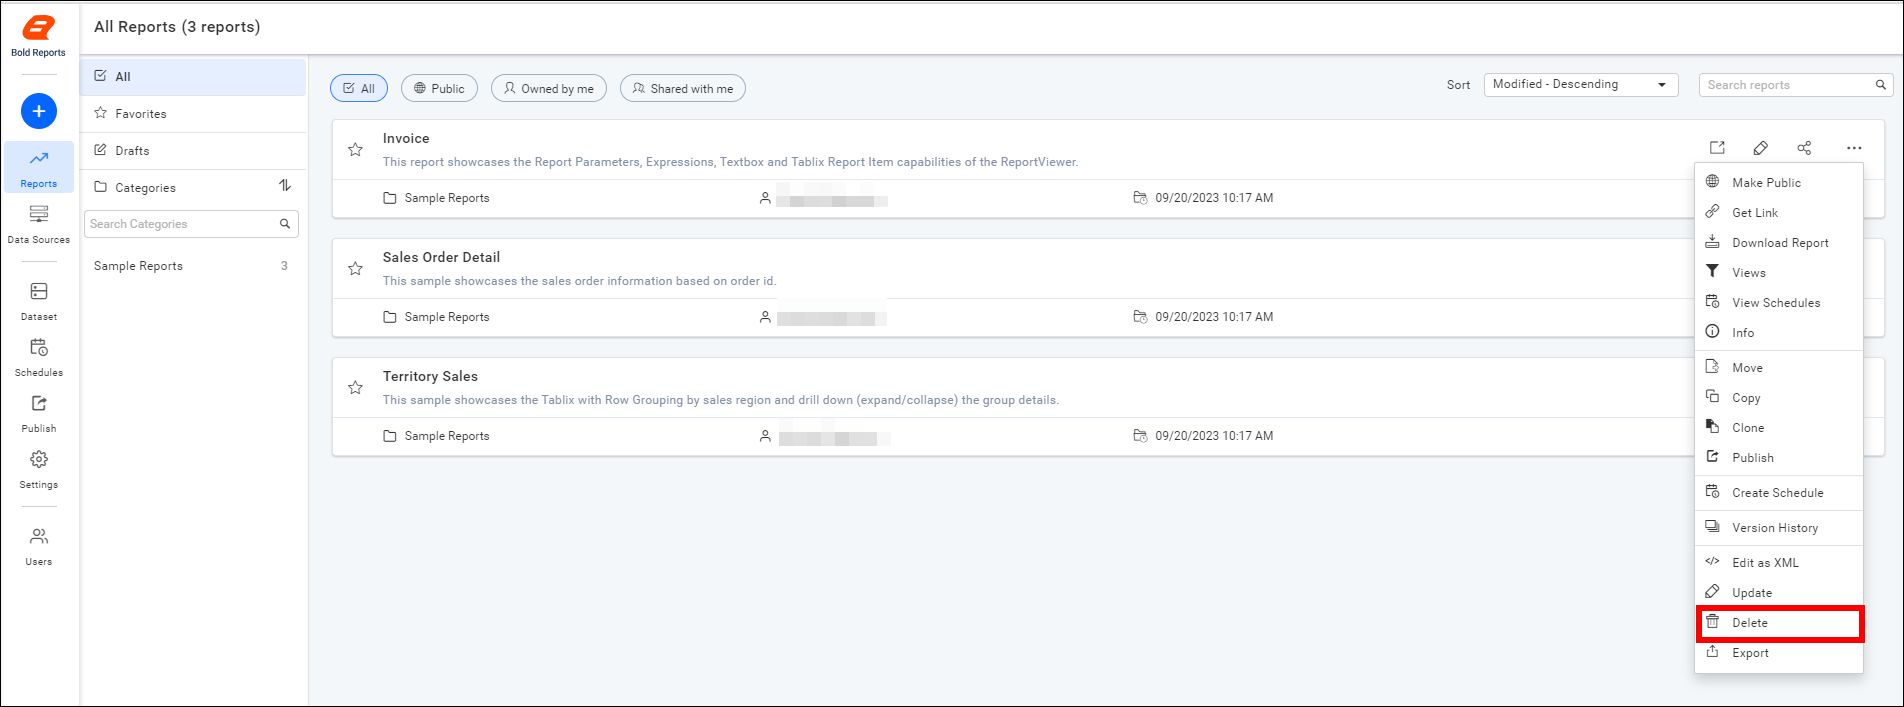 Bold Reports
Reports
Data Sources
Dataset
Schedules
Publish
Settings
Users
All Reports (3 reports)
All
Favorites
Drafts
Categories
Search Categories
Sample Reports 3
All Public Owned by me Shared with me
Sort Modified - Descending Search reports
Invoice
This report showcases the Report Parameters, Expressions, Textbox and Tablix Report Item capabilities of the ReportViewer.
Sample Reports 09/20/2023 10:17 AM
Sales Order Detail
This sample showcases the sales order information based on order id.
Sample Reports 09/20/2023 10:17 AM
Territory Sales
This sample showcases the Tablix with Row Grouping by sales region and drill down (expand/collapse) the group details.
Sample Reports 09/20/2023 10:17 AM
Make Public
Get Link
Download Report
Views
View Schedules
Info
Move
Copy
Clone
Publish
Create Schedule
Version History
Edit as XML
Update
Delete
Export